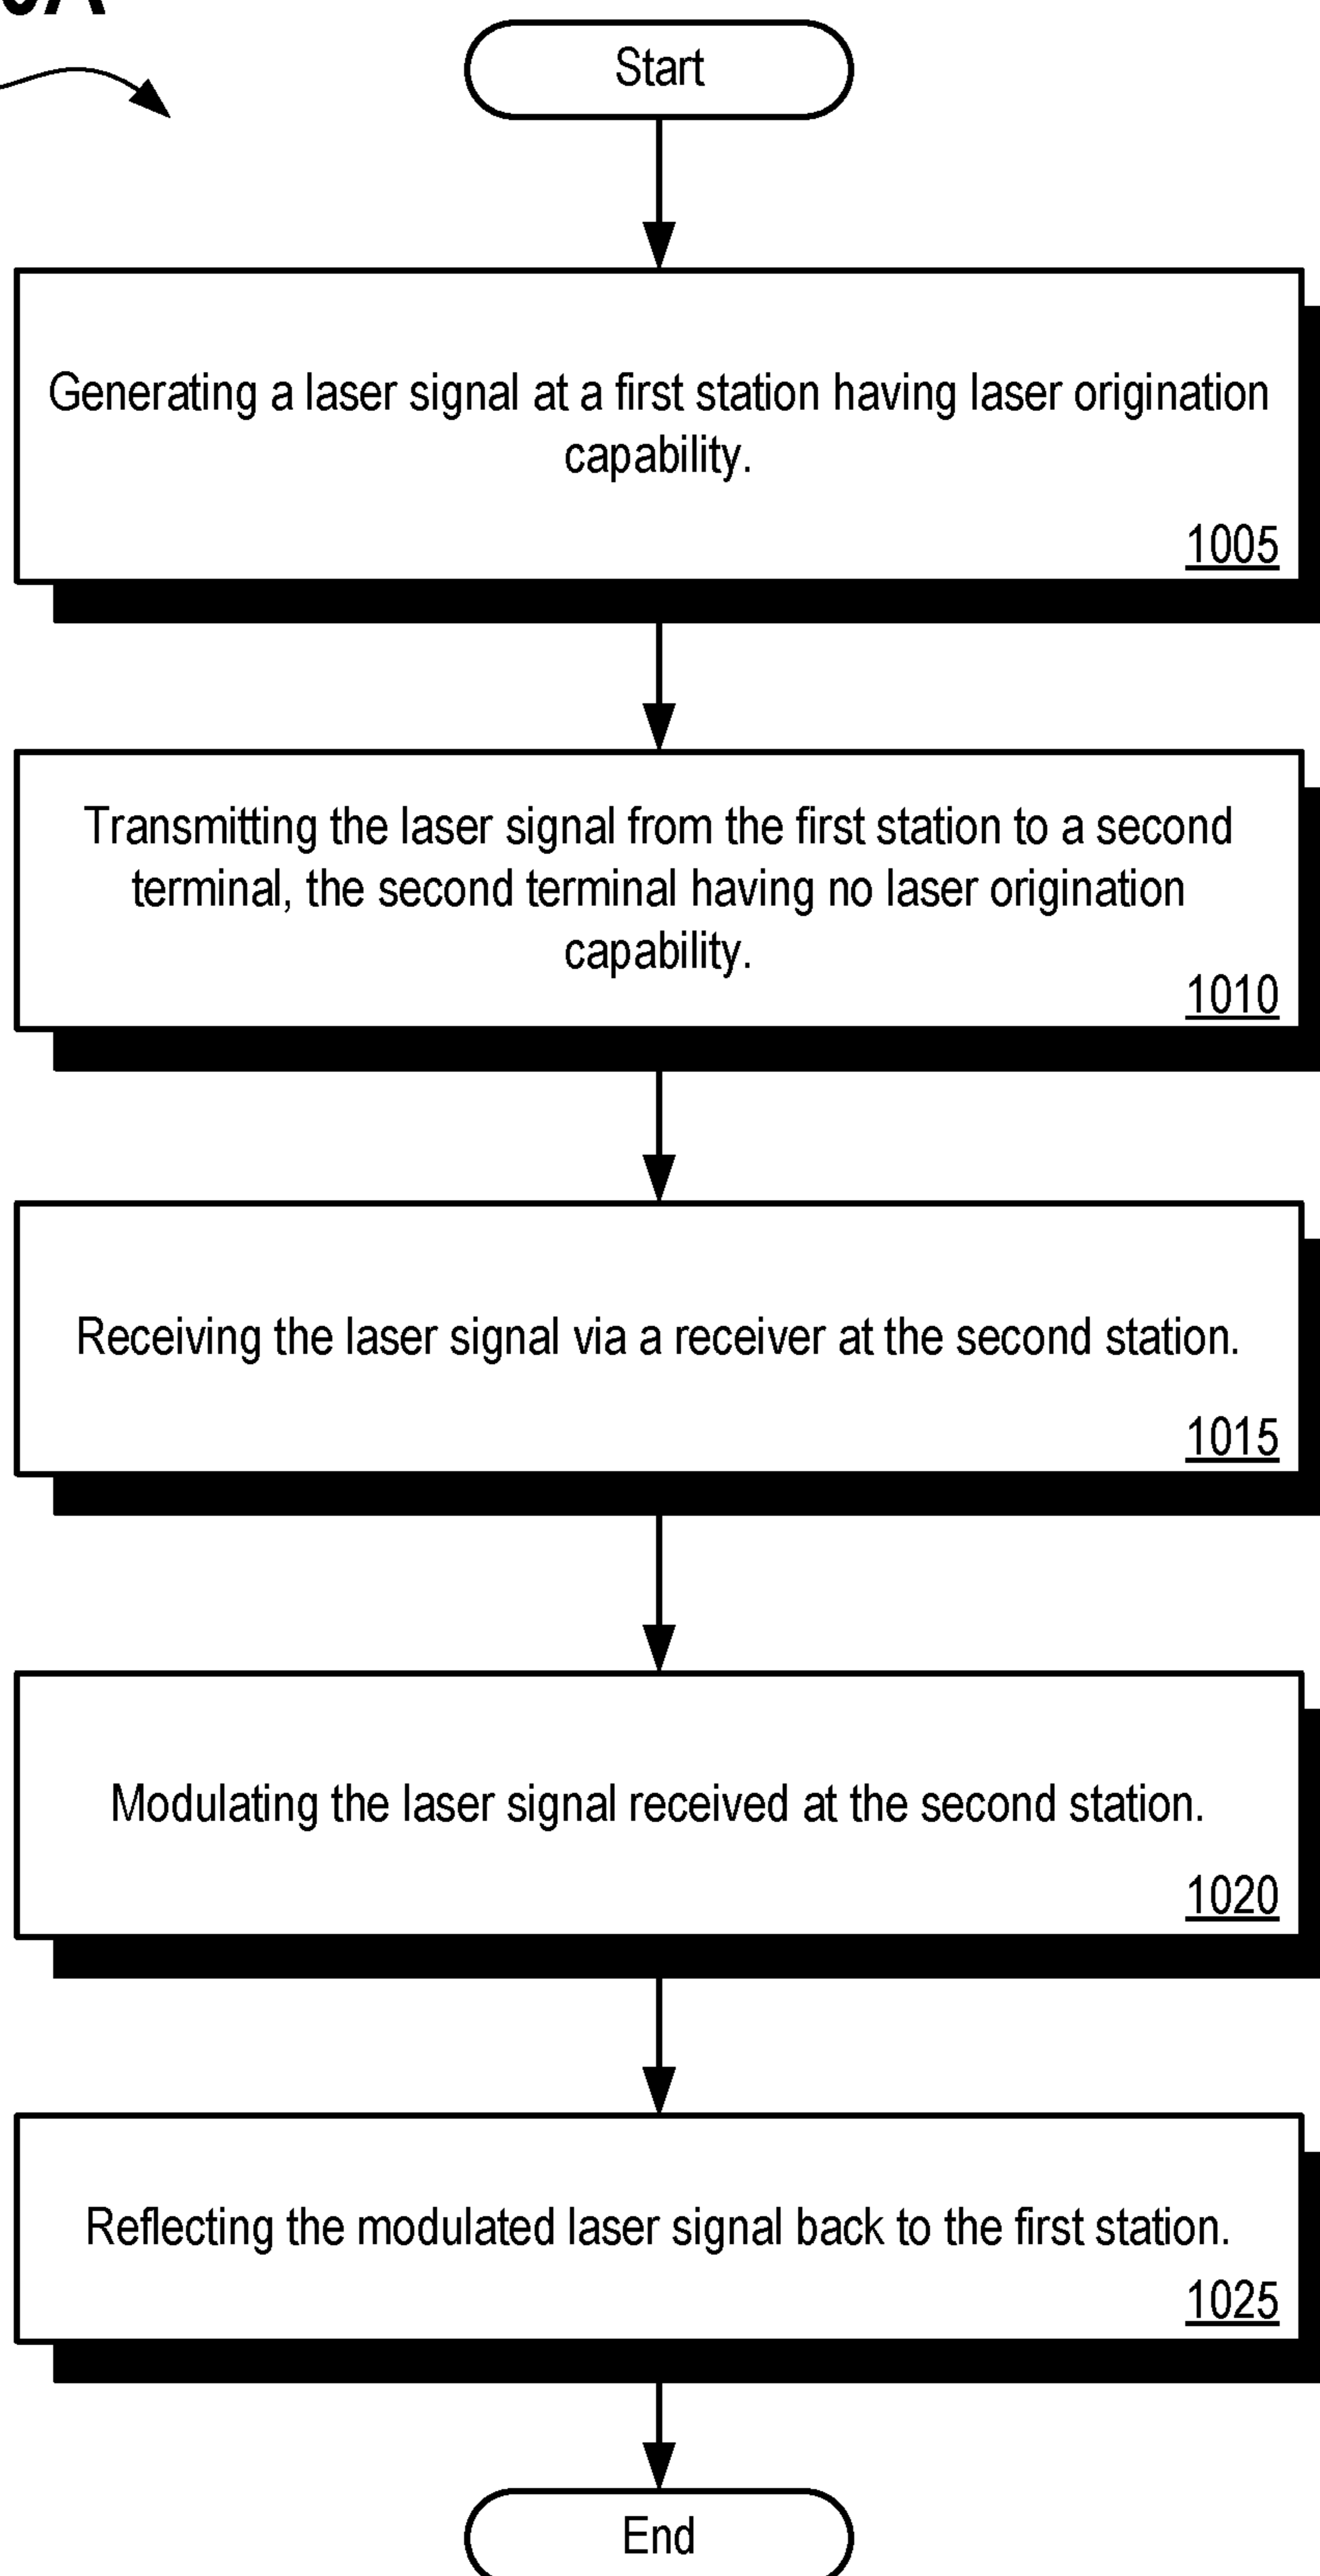 Start
Generating a laser signal at a first station having laser origination
capability.
1005
Transmitting the laser signal from the first station to a second
terminal, the second terminal having no laser origination
capability.
1010
Receiving the laser signal via a receiver at the second station.
1015
Modulating the laser signal received at the second station.
1020
Reflecting the modulated laser signal back to the first station.
1025
End